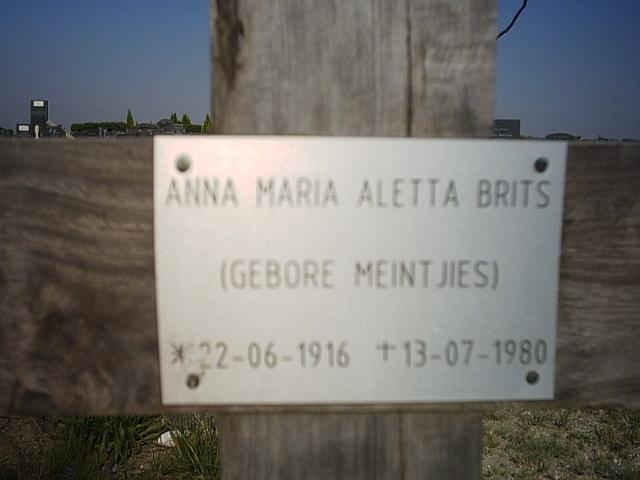 ANNA MARIA ALETTA BRITS
(GEBORE MEINTJIES)
*22-06-1916 +13-07-1980